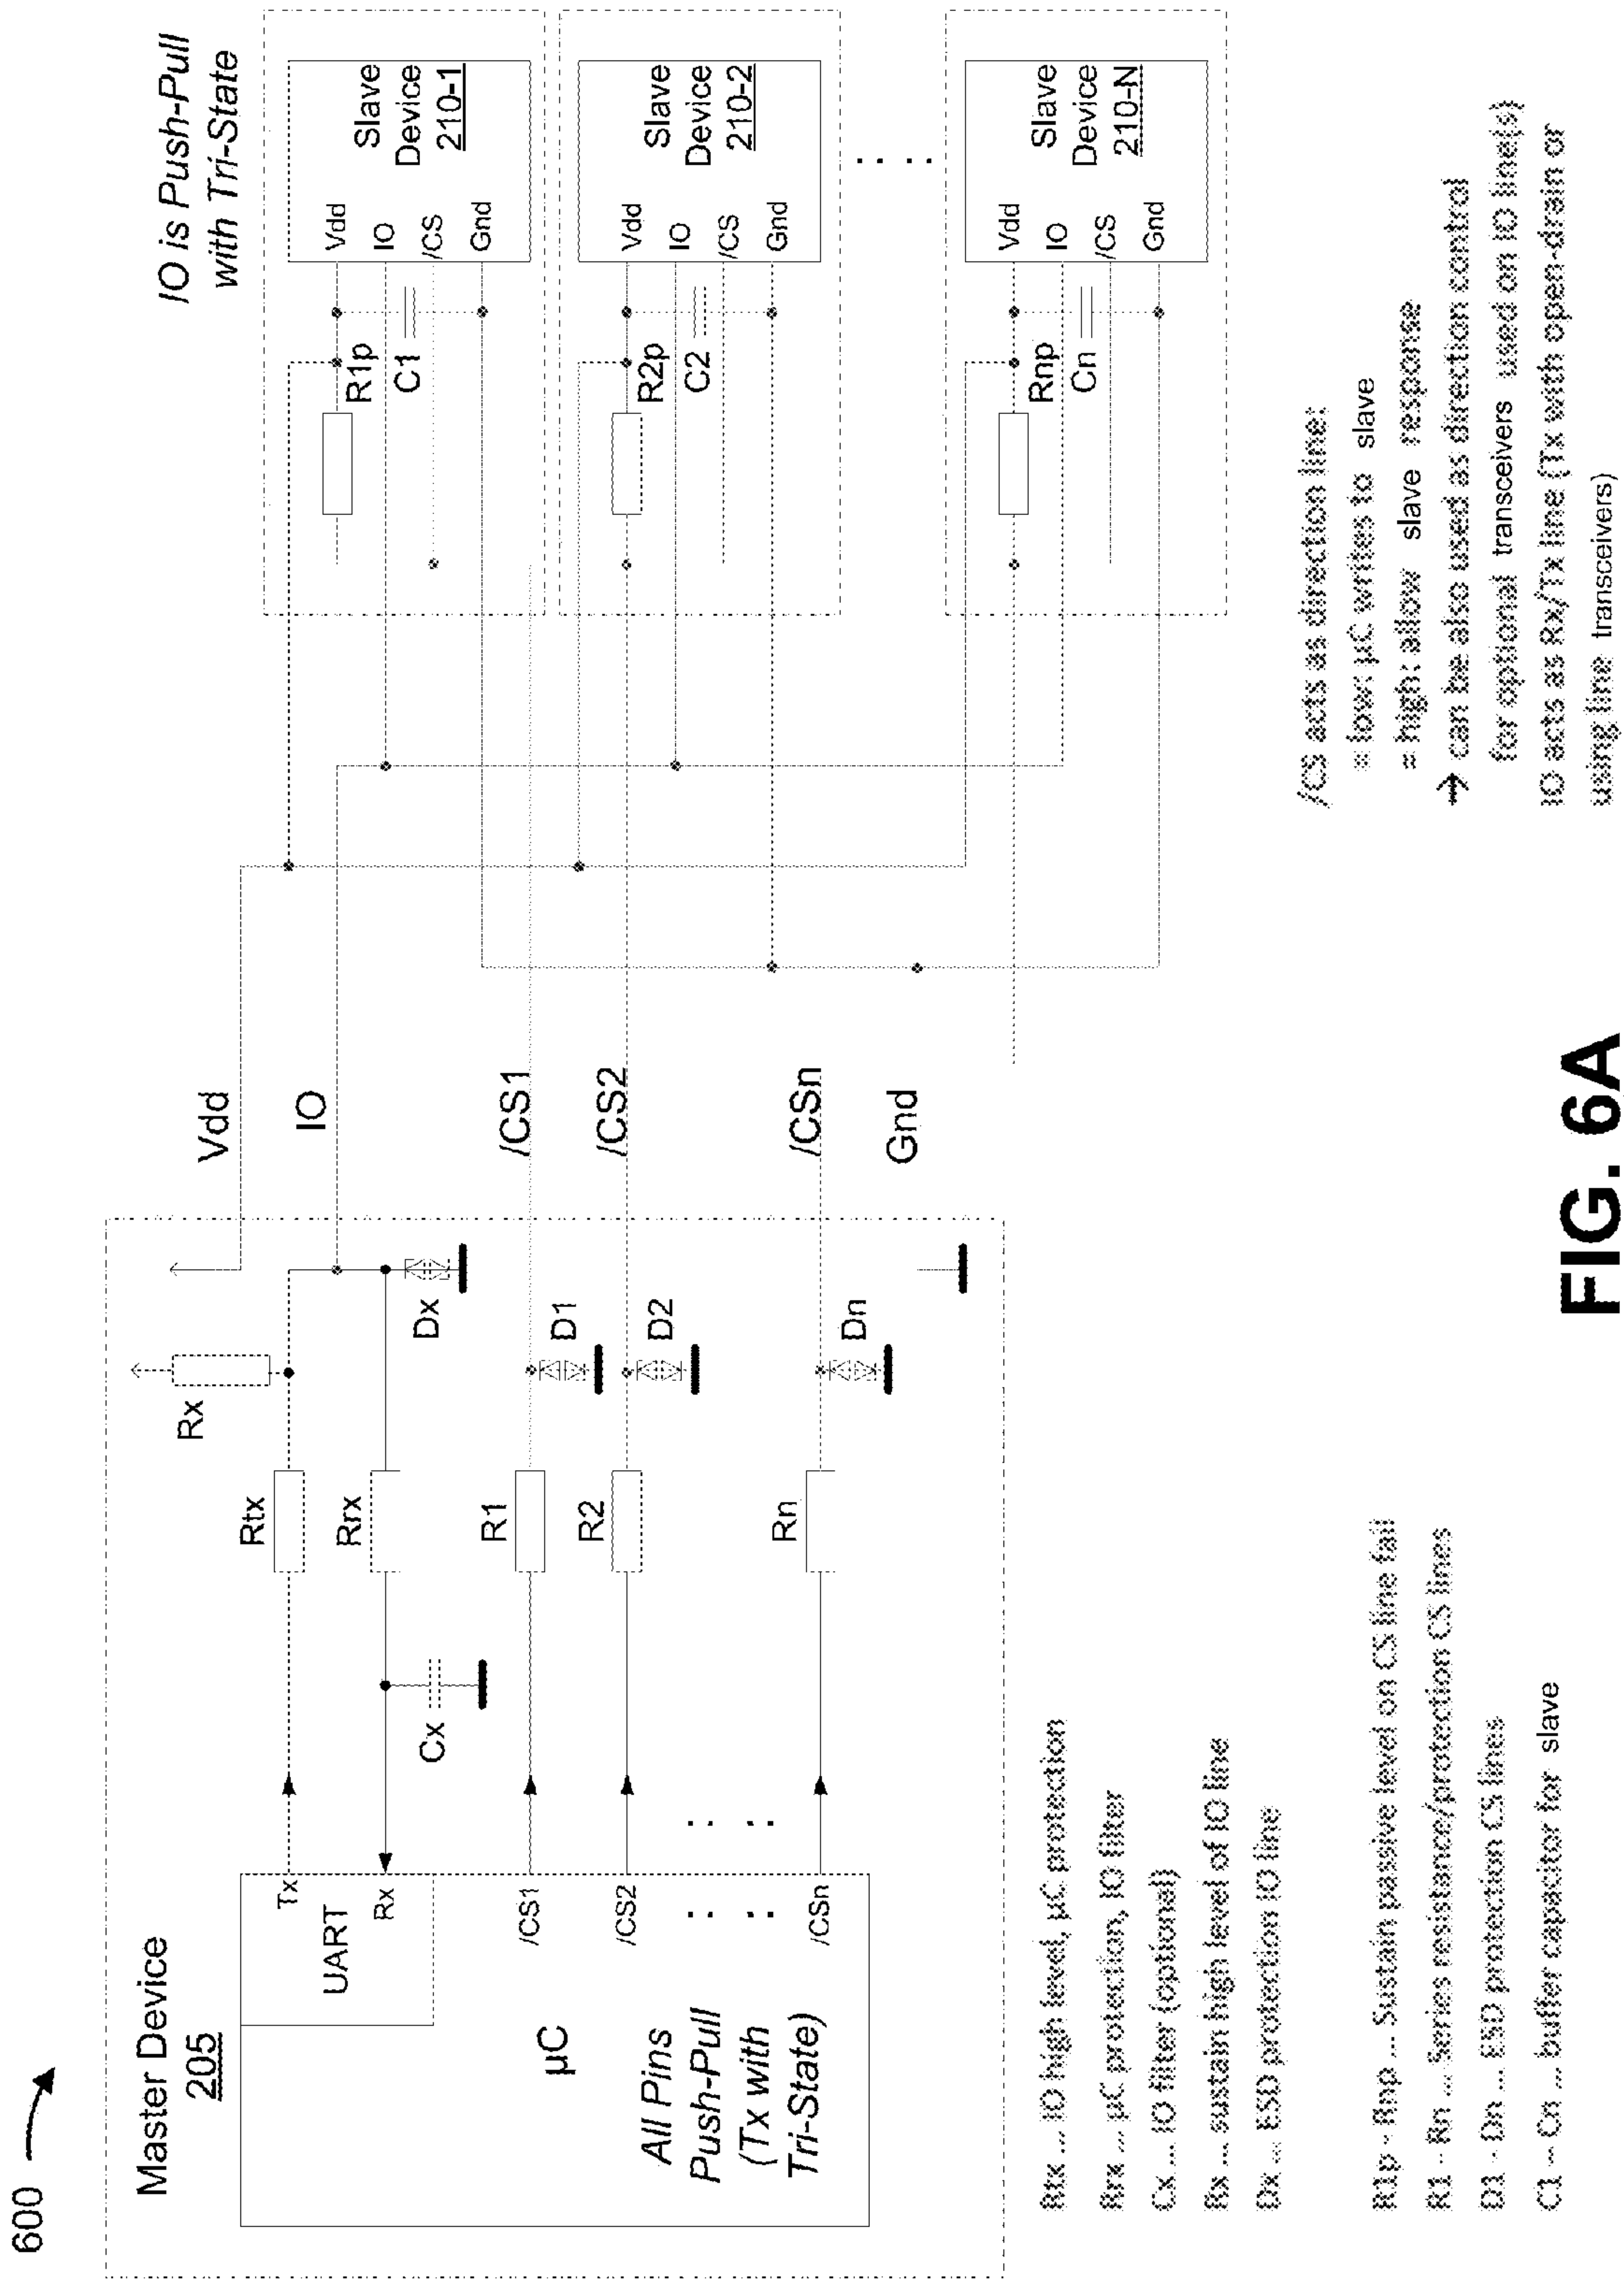 600
Master Device
205
UART
Tx
Rx
µC
All Pins
Push-Pull
(Tx with
Tri-State)
/CS1
/CS2
/CSn
Cx
Rtx
Rrx
R1
R2
Rn
Rx
Dx
D1
D2
Dn
Vdd
IO
/CS1
/CS2
/CSn
Gnd
IO is Push-Pull
with Tri-State
R1p
C1
Vdd
IO
/CS
Gnd
Slave
Device
210-1
R2p
C2
Vdd
IO
/CS
Gnd
Slave
Device
210-2
Rnp
Cn
Vdd
IO
/CS
Gnd
Slave
Device
210-N
Rtx ... IO high level, µC protection
Rrx ... µC protection, IO filter
Cx ... IO filter (optional)
Rx ... sustain high level of IO line
Dx ... ESD protection IO line
R1p - Rnp ... Sustain passive level on CS line fail
R1 - Rn ... Series resistance/protection CS lines
D1 - Dn ... ESD protection CS lines
C1 - Cn ... buffer capacitor for slave
/CS acts as direction line:
= low: µC writes to slave
= high: allow slave response
→ can be also used as direction control
for optional transceivers used on IO line(s)
IO acts as Rx/Tx line (Tx with open-drain or
using line transceivers)
FIG. 6A